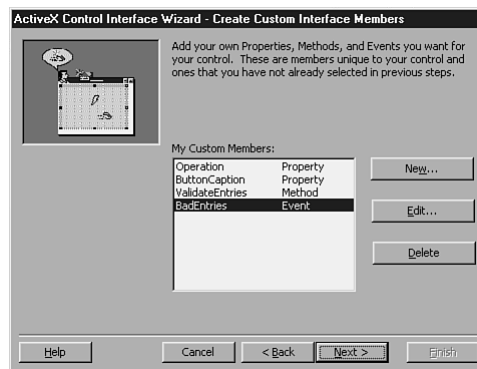 ActiveX Control Interface Wizard - Create Custom Interface Members
Add your own Properties, Methods, and Events you want for
your control. These are members unique to your control and
ones that you have not already selected in previous steps.
My Custom Members:
Operation Property
ButtonCaption Property
ValidateEntries Method
BadEntries Event
New...
Edit...
Delete
Help Cancel < Back Next > Finish